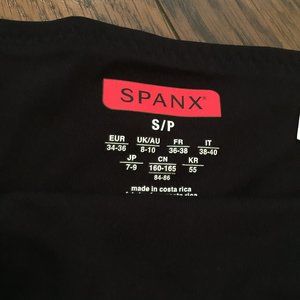 SPANX®
S/P
EUR UK/AU FR IT
34-36 8-10 36-38 38-40
JP CN KR
7-9 160-165 55
84-86
made in costa rica